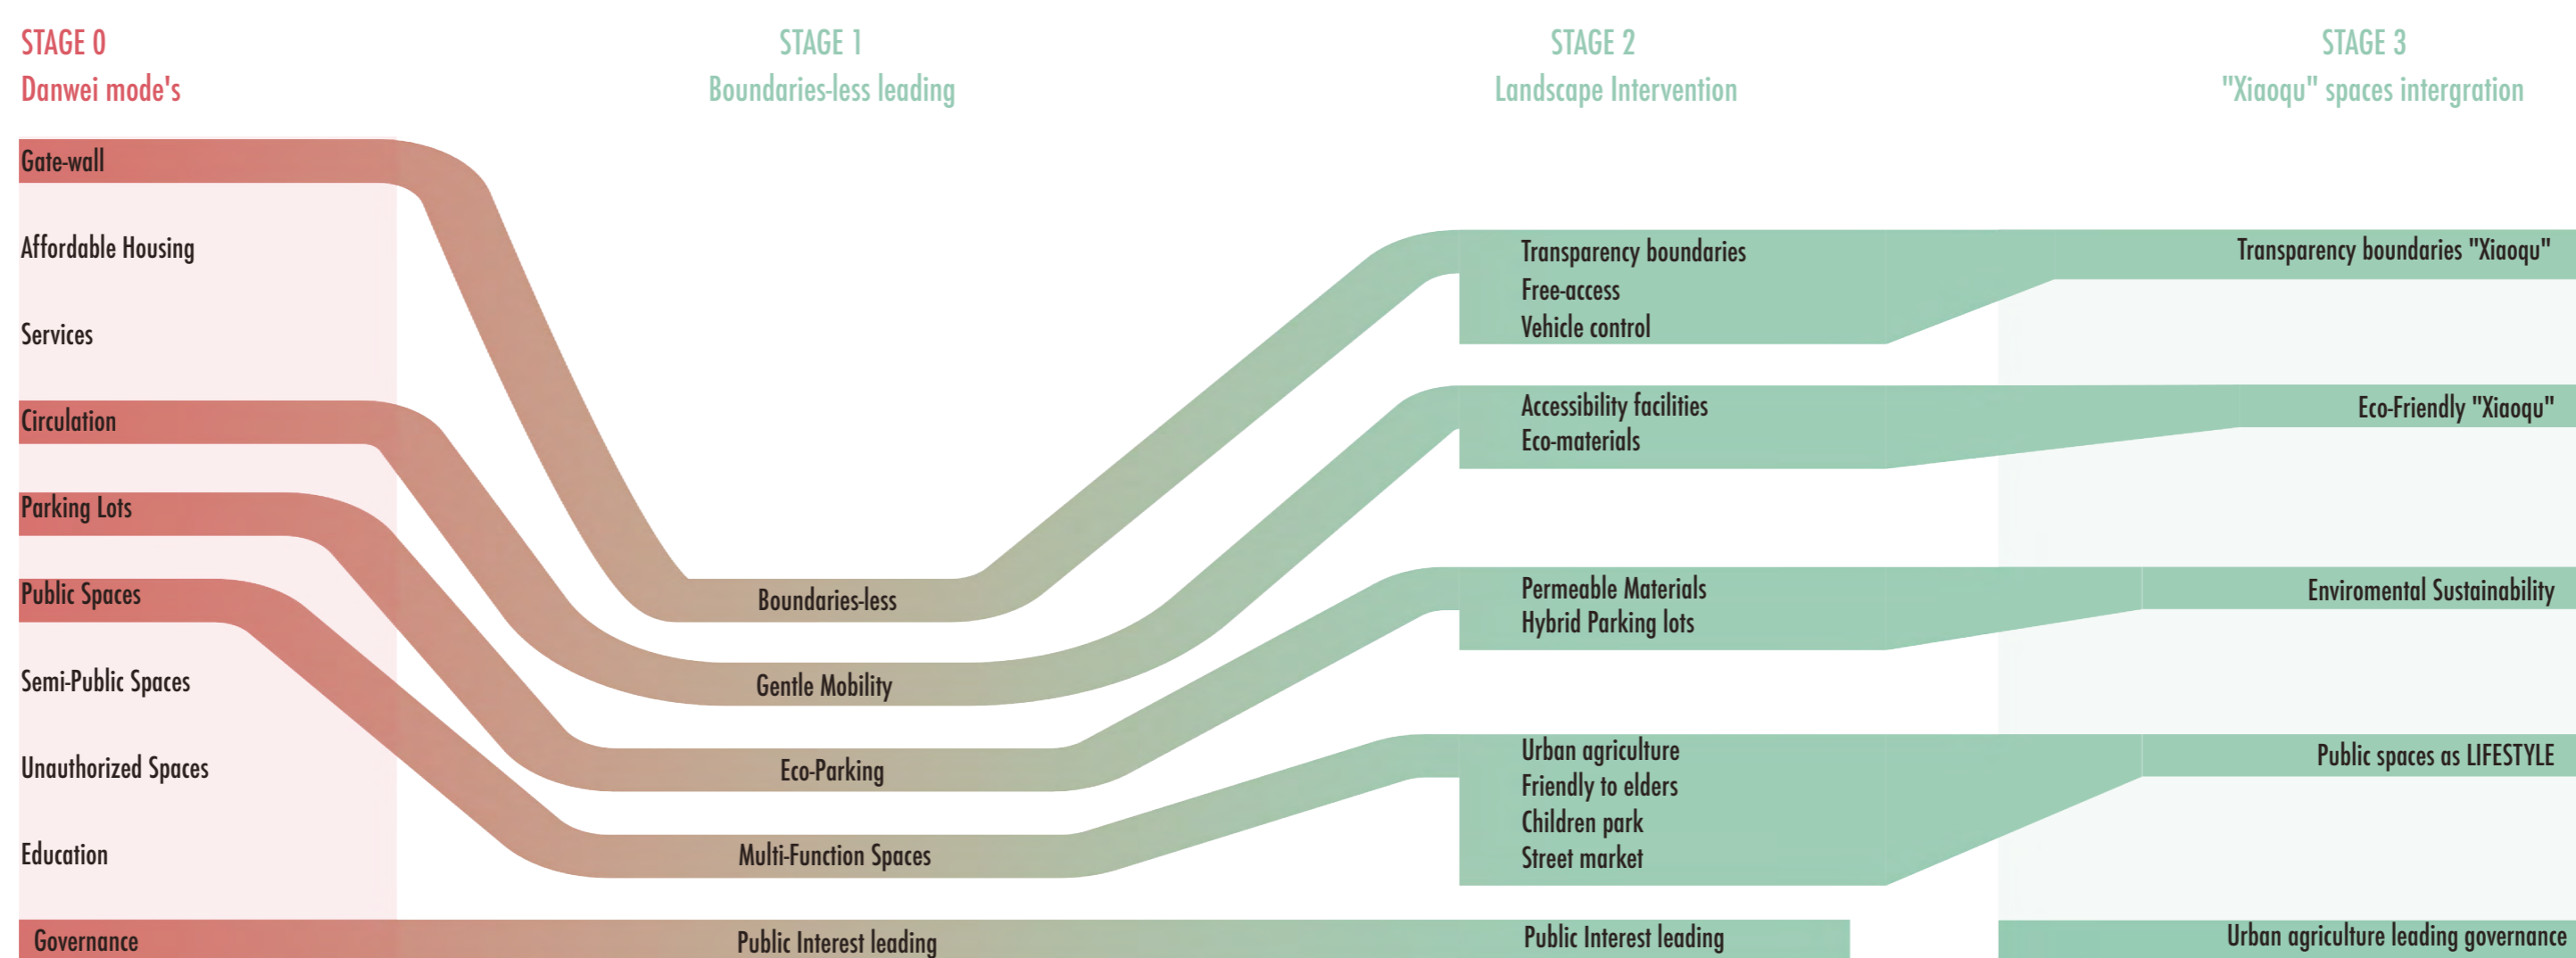 STAGE 0
Danwei mode's
STAGE 1
Boundaries-less leading
STAGE 2
Landscape Intervention
STAGE 3
"Xiaoqu" spaces intergration
Gate-wall
Affordable Housing
Services
Circulation
Parking Lots
Public Spaces
Semi-Public Spaces
Unauthorized Spaces
Education
Governance
Boundaries-less
Gentle Mobility
Eco-Parking
Multi-Function Spaces
Public Interest leading
Transparency boundaries
Free-access
Vehicle control
Accessibility facilities
Eco-materials
Permeable Materials
Hybrid Parking lots
Urban agriculture
Friendly to elders
Children park
Street market
Public Interest leading
Transparency boundaries "Xiaoqu"
Eco-Friendly "Xiaoqu"
Enviromental Sustainability
Public spaces as LIFESTYLE
Urban agriculture leading governance